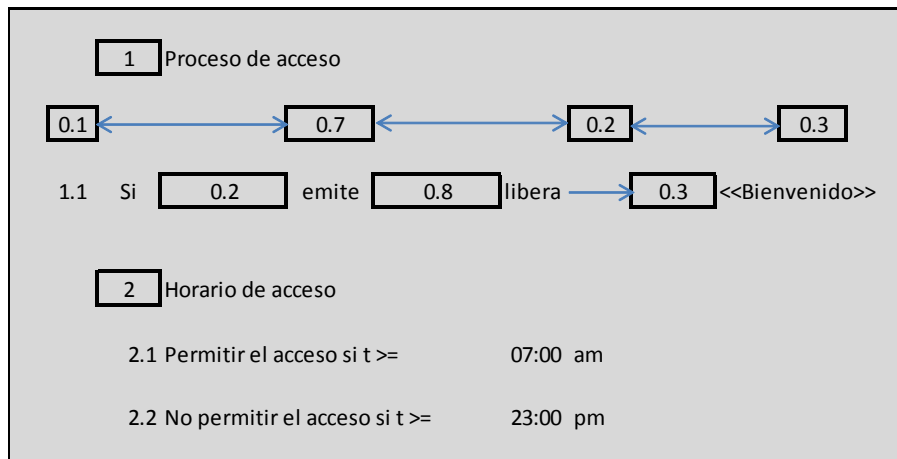 1 Proceso de acceso
0.1 0.7 0.2 0.3
1.1 Si 0.2 emite 0.8 libera 0.3 <<Bienvenido>>
2 Horario de acceso
2.1 Permitir el acceso si t >= 07:00 am
2.2 No permitir el acceso si t >= 23:00 pm